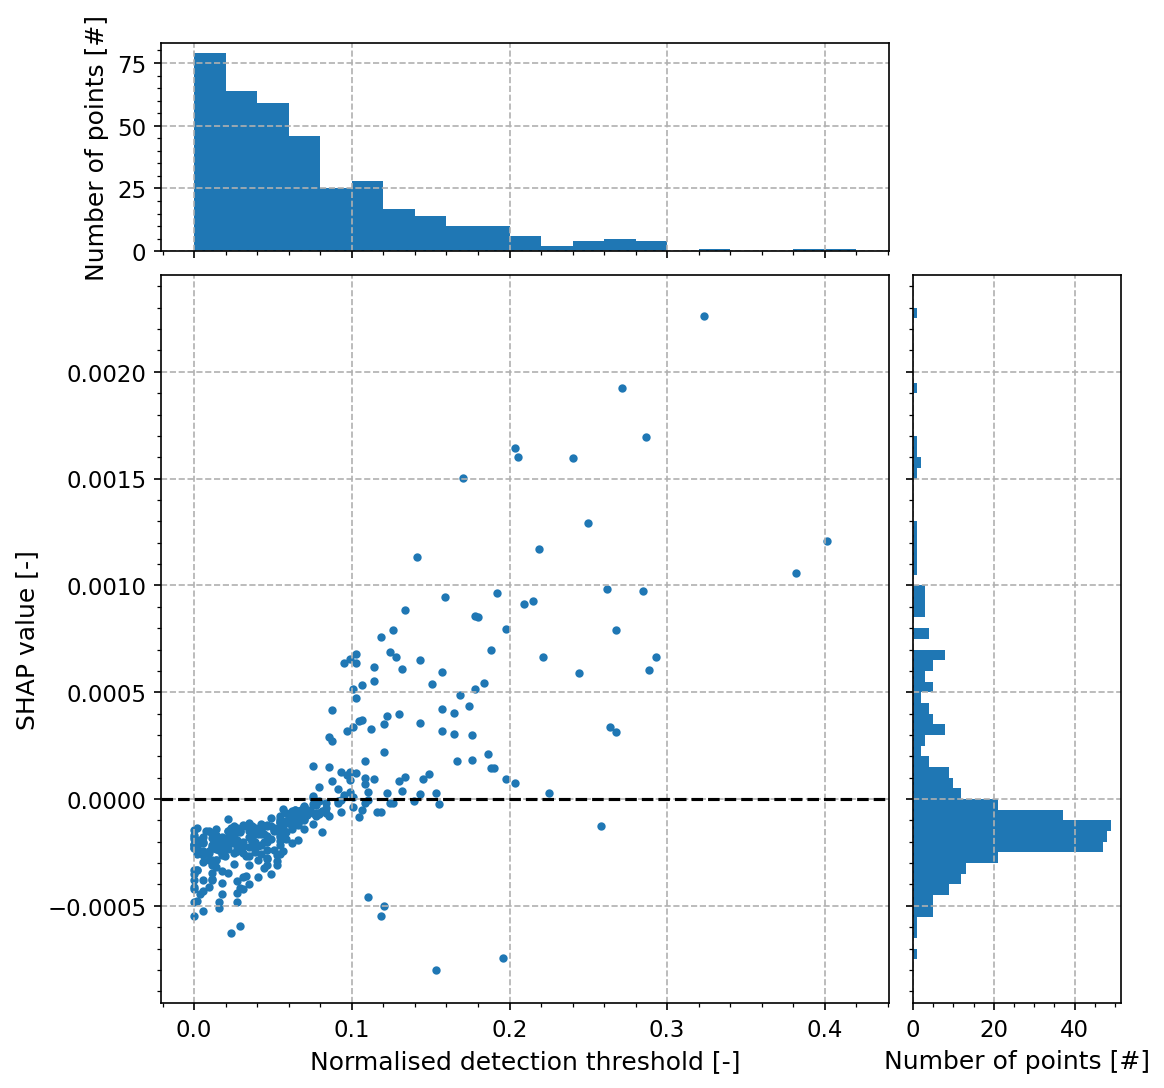 Number of points [#]
75
50
25
0
SHAP value [-]
0.0020
0.0015
0.0010
0.0005
0.0000
−0.0005
0.0 0.1 0.2 0.3 0.4
Normalised detection threshold [-]
0 20 40
Number of points [#]